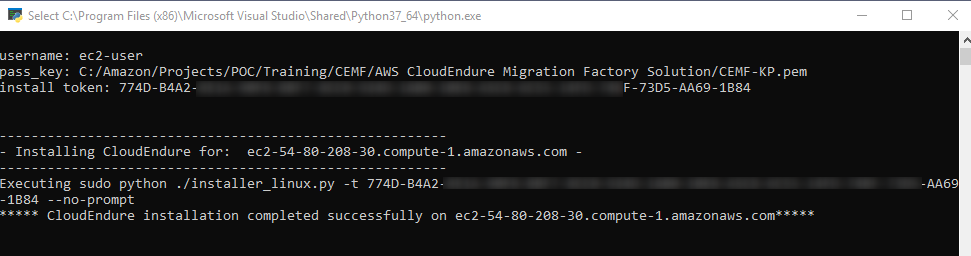 Select C:\Program Files (x86)\Microsoft Visual Studio\Shared\Python37_64\python.exe
username: ec2-user
pass_key: C:/Amazon/Projects/POC/Training/CEMF/AWS CloudEndure Migration Factory Solution/CEMF-KP.pem
install token: 774D-B4A2- F-73D5-AA69-1B84
--------------------------------------------------------
- Installing CloudEndure for:  ec2-54-80-208-30.compute-1.amazonaws.com -
--------------------------------------------------------
Executing sudo python ./installer_linux.py -t 774D-B4A2- -AA69
-1B84 --no-prompt
***** CloudEndure installation completed successfully on ec2-54-80-208-30.compute-1.amazonaws.com*****